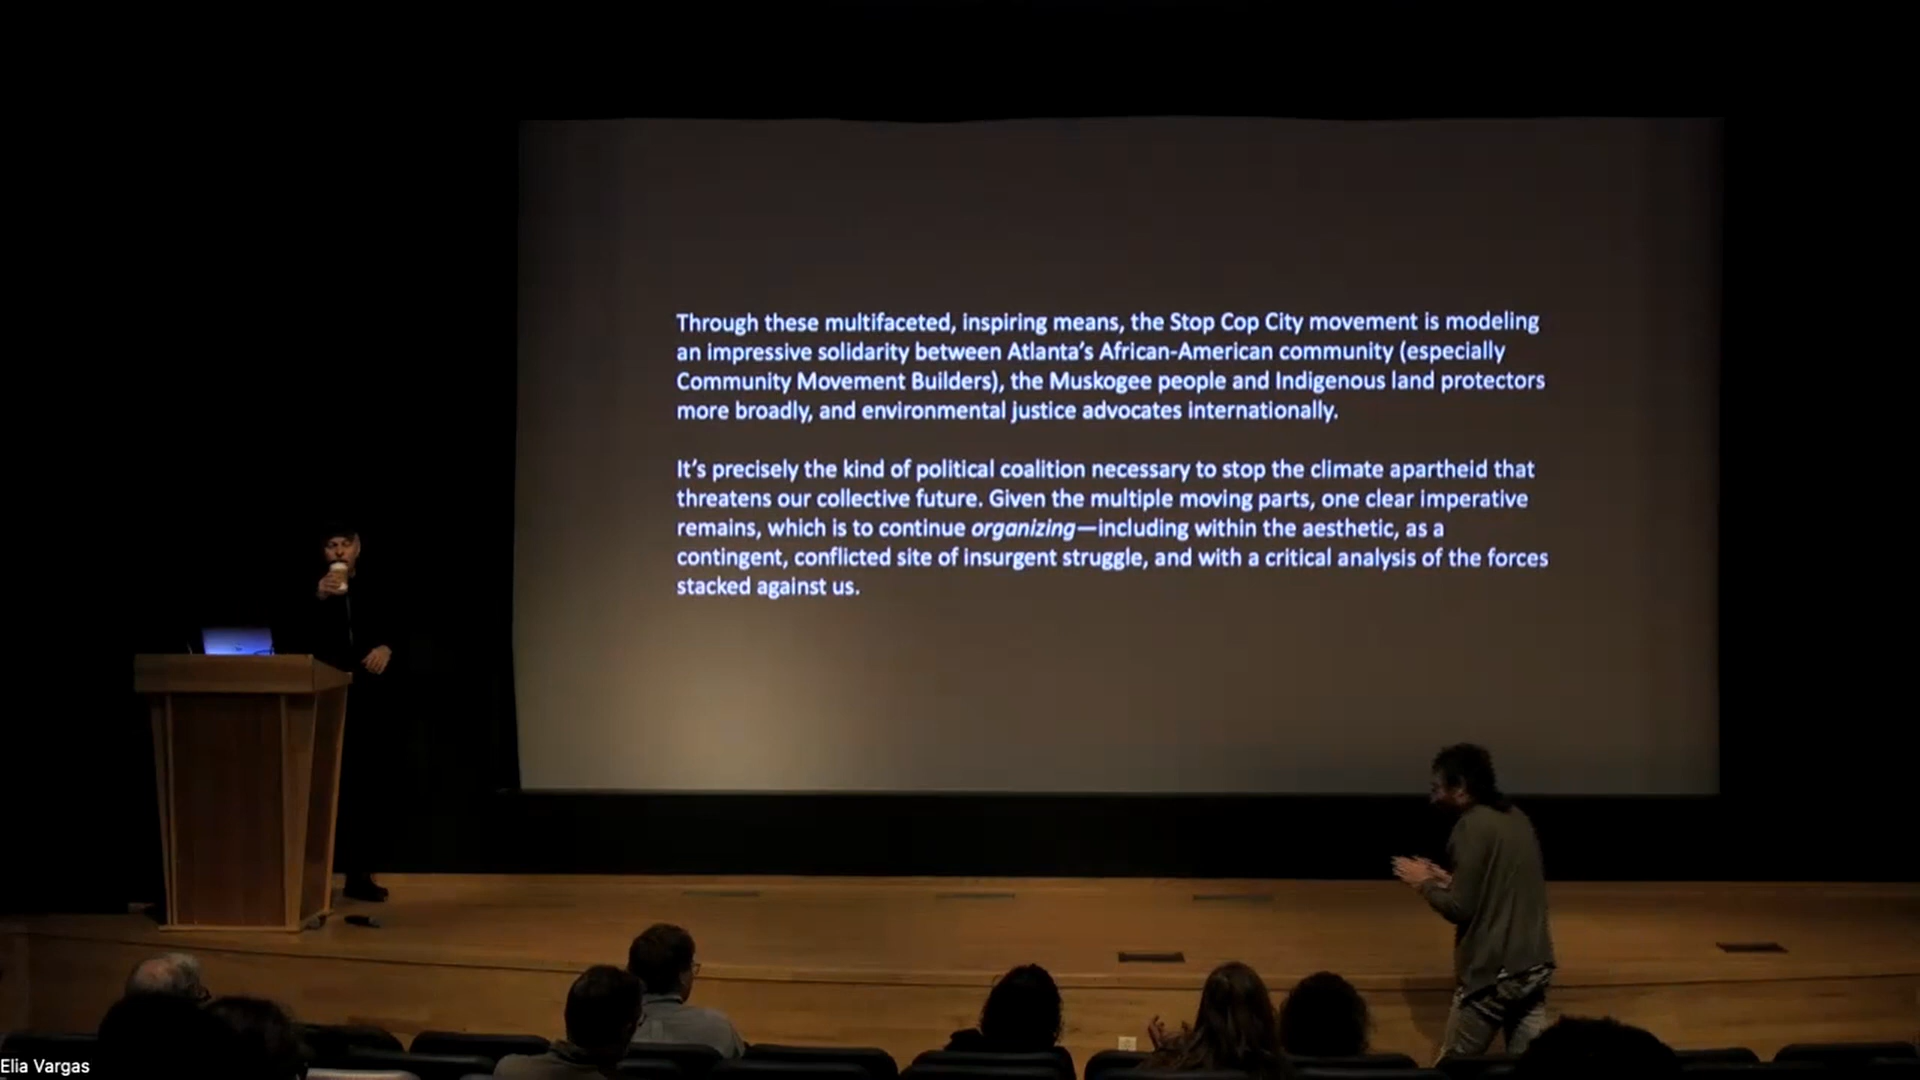 Through these multifaceted, inspiring means, the Stop Cop City movement is modeling
an impressive solidarity between Atlanta's African-American community (especially
Community Movement Builders), the Muskogee people and Indigenous land protectors
more broadly, and environmental justice advocates internationally.
It's precisely the kind of political coalition necessary to stop the climate apartheid that
threatens our collective future. Given the multiple moving parts, one clear imperative
remains, which is to continue organizing—including within the aesthetic, as a
contingent, conflicted site of insurgent struggle, and with a critical analysis of the forces
stacked against us.
Elia Vargas